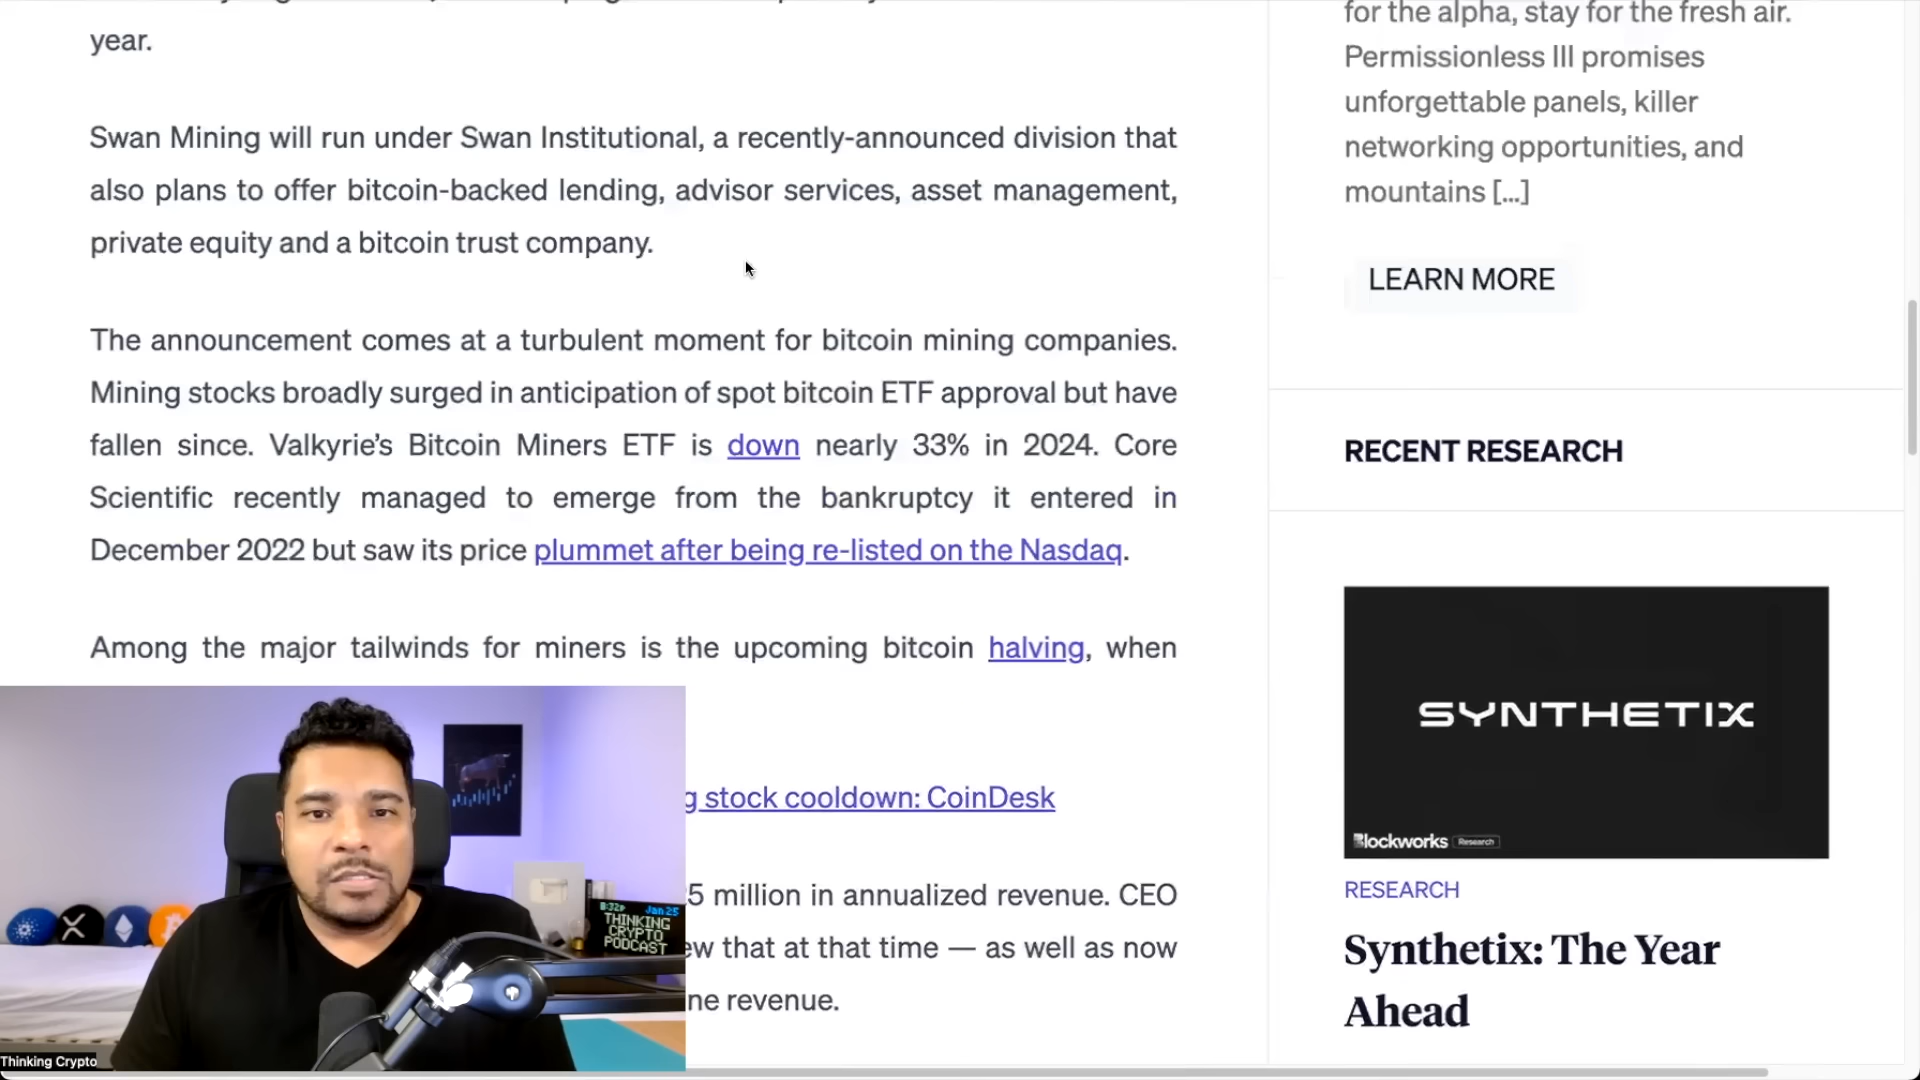 year.
Swan Mining will run under Swan Institutional, a recently-announced division that
also plans to offer bitcoin-backed lending, advisor services, asset management,
private equity and a bitcoin trust company.
The announcement comes at a turbulent moment for bitcoin mining companies.
Mining stocks broadly surged in anticipation of spot bitcoin ETF approval but have
fallen since. Valkyrie’s Bitcoin Miners ETF is down nearly 33% in 2024. Core
Scientific recently managed to emerge from the bankruptcy it entered in
December 2022 but saw its price plummet after being re-listed on the Nasdaq.
Among the major tailwinds for miners is the upcoming bitcoin halving, when
stock cooldown: CoinDesk
5 million in annualized revenue. CEO
that at that time — as well as now
revenue.
8:32P Jan 25
THINKING
CRYPTO
PODCAST
Thinking Crypto
for the alpha, stay for the fresh air.
Permissionless III promises
unforgettable panels, killer
networking opportunities, and
mountains [...]
LEARN MORE
RECENT RESEARCH
SYNTHETIX
Blockworks Research
RESEARCH
Synthetix: The Year
Ahead